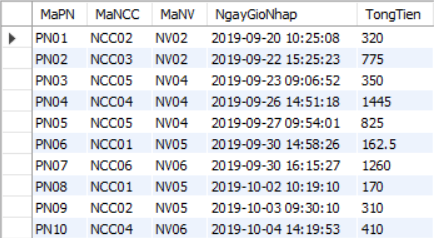 MaPN MaNCC MaNV NgayGioNhap TongTien
PN01 NCC02 NV02 2019-09-20 10:25:08 320
PN02 NCC03 NV02 2019-09-22 15:25:23 775
PN03 NCC05 NV04 2019-09-23 09:06:52 350
PN04 NCC04 NV04 2019-09-26 14:51:18 1445
PN05 NCC05 NV04 2019-09-27 09:54:01 825
PN06 NCC01 NV05 2019-09-30 14:58:26 162.5
PN07 NCC06 NV06 2019-09-30 16:15:27 1260
PN08 NCC01 NV05 2019-10-02 10:19:10 170
PN09 NCC02 NV05 2019-10-03 09:30:10 310
PN10 NCC04 NV06 2019-10-04 14:19:53 410